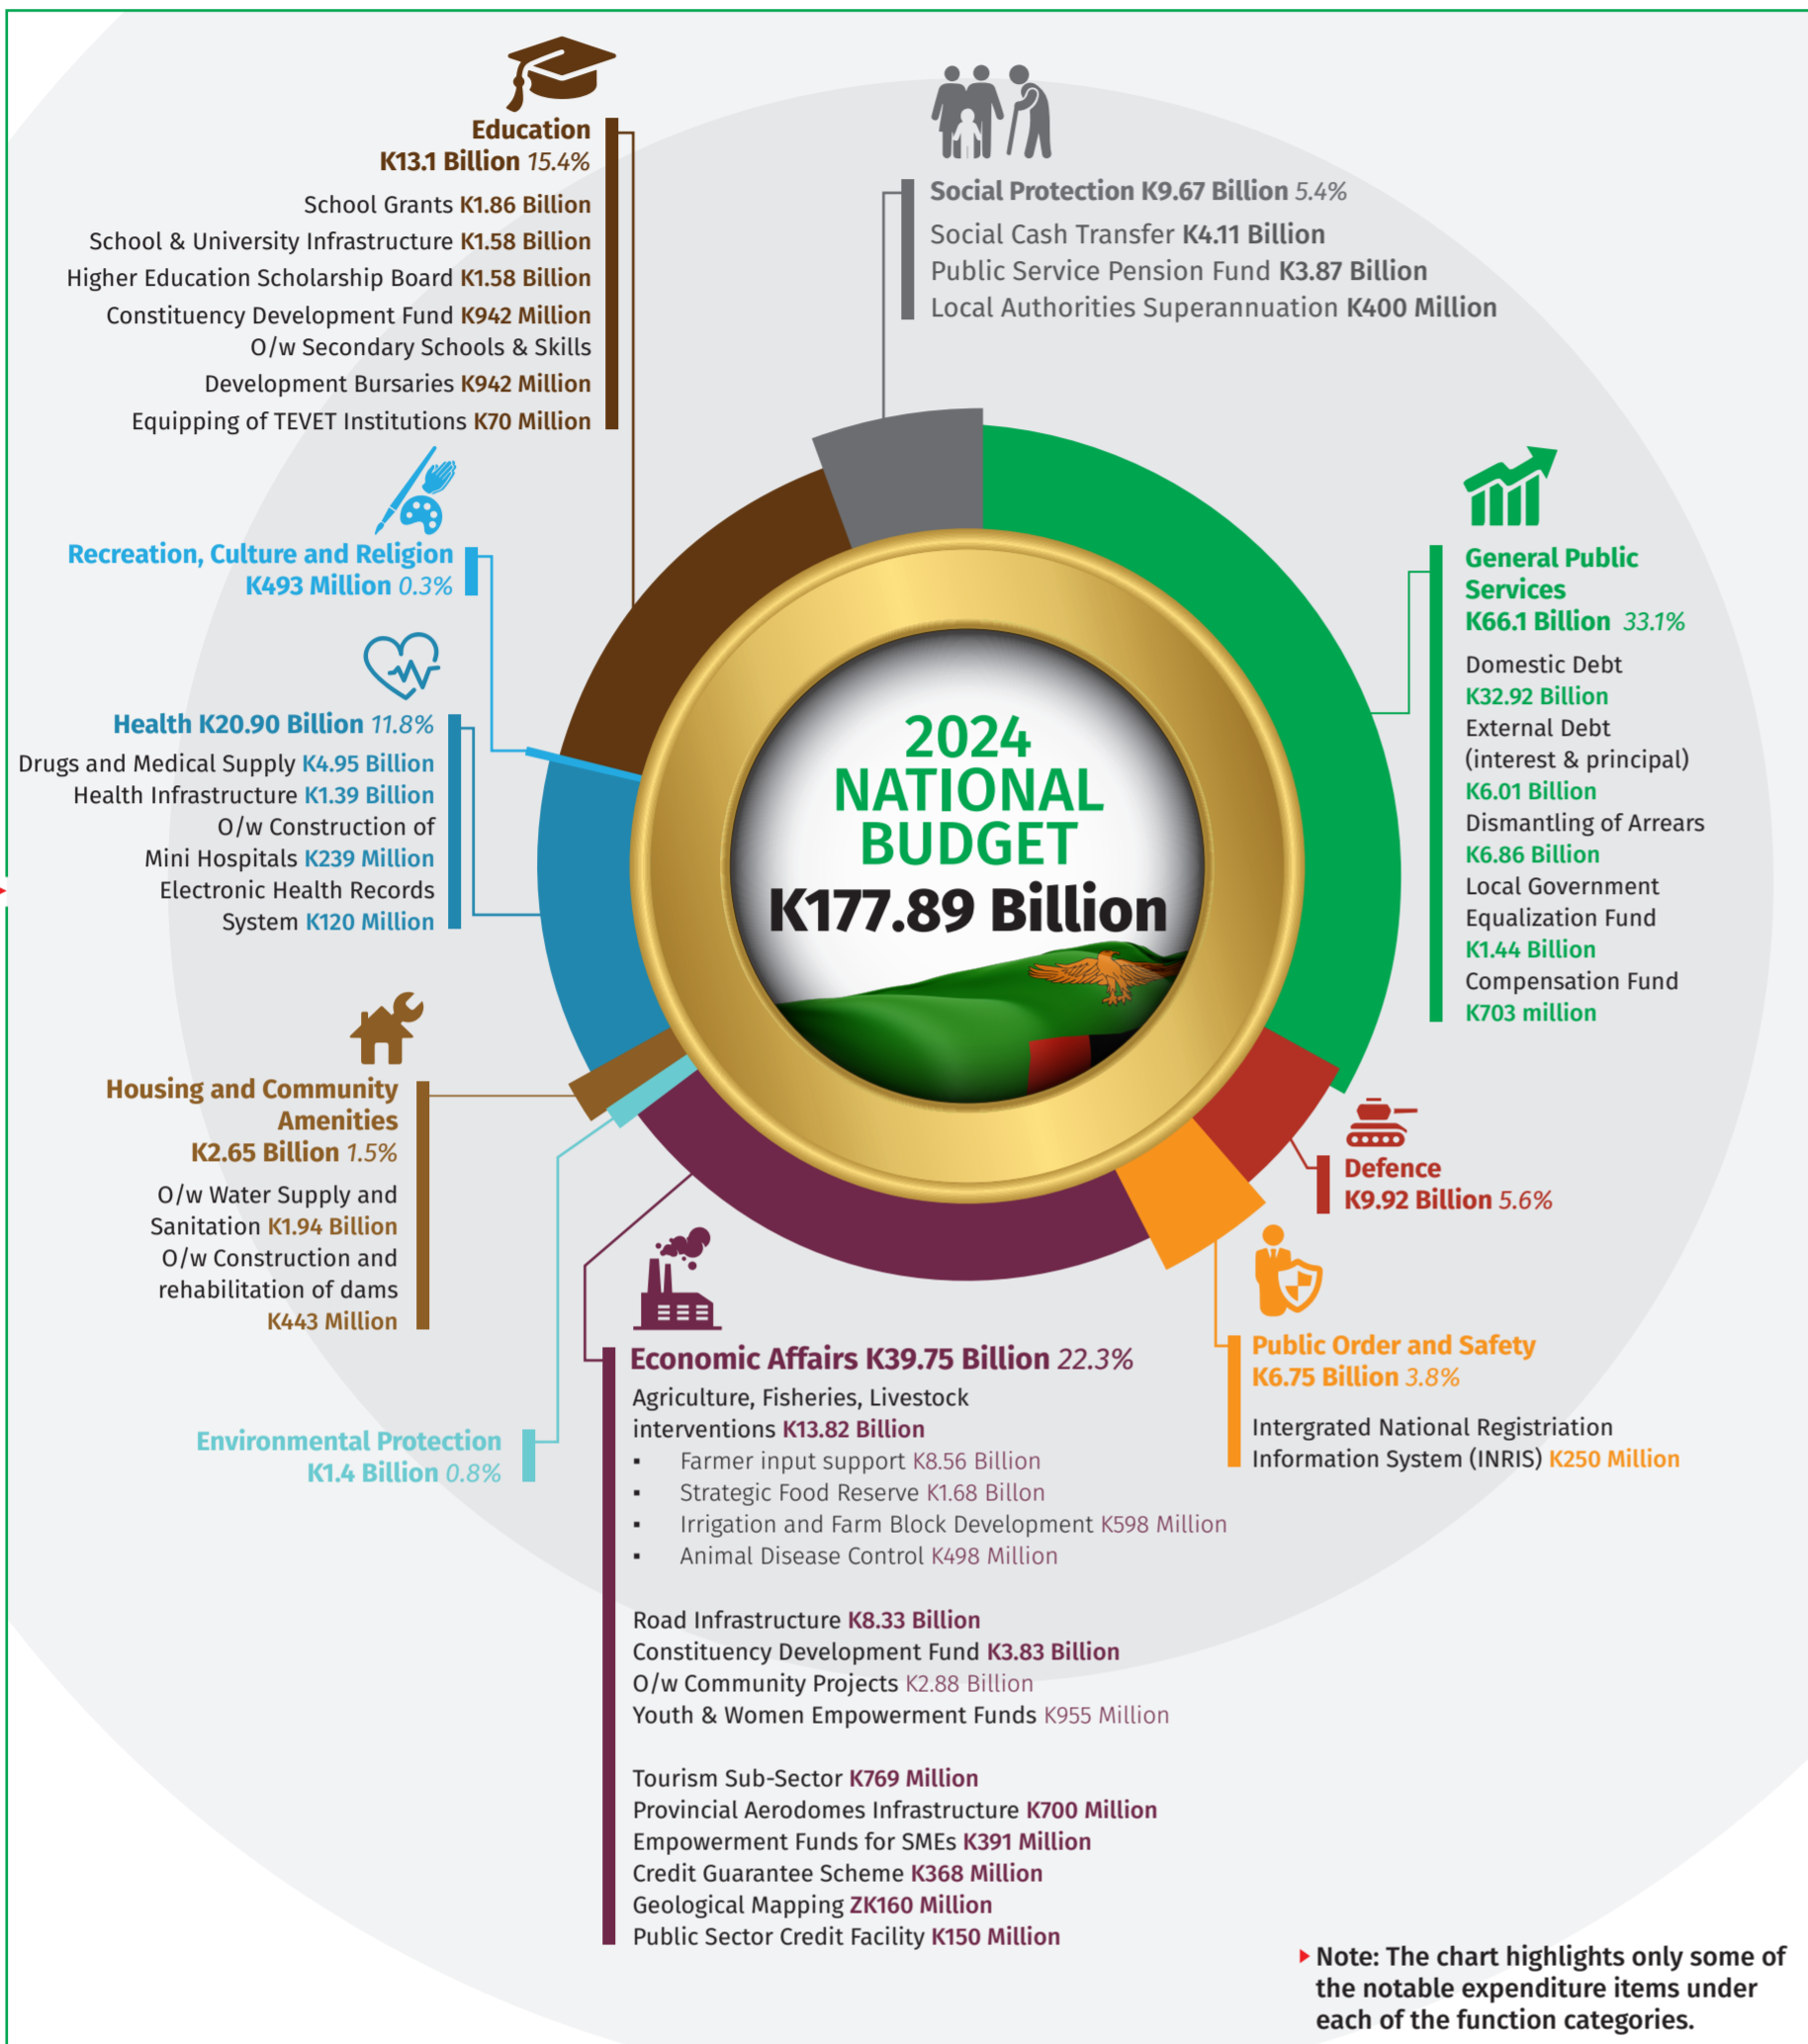 Education
K13.1 Billion 15.4%
School Grants K1.86 Billion
School & University Infrastructure K1.58 Billion
Higher Education Scholarship Board K1.58 Billion
Constituency Development Fund K942 Million
O/w Secondary Schools & Skills
Development Bursaries K942 Million
Equipping of TEVET Institutions K70 Million
Social Protection K9.67 Billion 5.4%
Social Cash Transfer K4.11 Billion
Public Service Pension Fund K3.87 Billion
Local Authorities Superannuation K400 Million
Recreation, Culture and Religion
K493 Million 0.3%
Health K20.90 Billion 11.8%
Drugs and Medical Supply K4.95 Billion
Health Infrastructure K1.39 Billion
O/w Construction of
Mini Hospitals K239 Million
Electronic Health Records
System K120 Million
2024
NATIONAL
BUDGET
K177.89 Billion
General Public
Services
K66.1 Billion 33.1%
Domestic Debt
K32.92 Billion
External Debt
(interest & principal)
K6.01 Billion
Dismantling of Arrears
K6.86 Billion
Local Government
Equalization Fund
K1.44 Billion
Compensation Fund
K703 million
Housing and Community
Amenities
K2.65 Billion 1.5%
O/w Water Supply and
Sanitation K1.94 Billion
O/w Construction and
rehabilitation of dams
K443 Million
Defence
K9.92 Billion 5.6%
Public Order and Safety
K6.75 Billion 3.8%
Intergrated National Registriation
Information System (INRIS) K250 Million
Environmental Protection
K1.4 Billion 0.8%
Economic Affairs K39.75 Billion 22.3%
Agriculture, Fisheries, Livestock
interventions K13.82 Billion
▪ Farmer input support K8.56 Billion
▪ Strategic Food Reserve K1.68 Billon
▪ Irrigation and Farm Block Development K598 Million
▪ Animal Disease Control K498 Million
Road Infrastructure K8.33 Billion
Constituency Development Fund K3.83 Billion
O/w Community Projects K2.88 Billion
Youth & Women Empowerment Funds K955 Million
Tourism Sub-Sector K769 Million
Provincial Aerodomes Infrastructure K700 Million
Empowerment Funds for SMEs K391 Million
Credit Guarantee Scheme K368 Million
Geological Mapping ZK160 Million
Public Sector Credit Facility K150 Million
Note: The chart highlights only some of
the notable expenditure items under
each of the function categories.